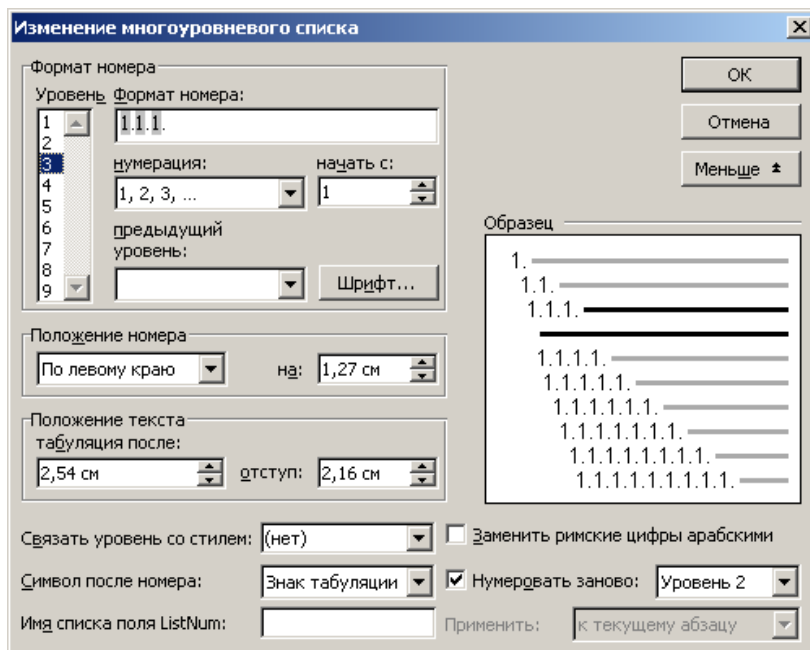 Изменение многоуровневого списка
Формат номера
Уровень
Формат номера:
1
2
3
4
5
6
7
8
9
1.1.1.
нумерация:
начать с:
1, 2, 3, ...
1
предыдущий
уровень:
Шрифт...
ОК
Отмена
Меньше
Образец
1.
1.1.
1.1.1.
1.1.1.1.
1.1.1.1.1.
1.1.1.1.1.1.
1.1.1.1.1.1.1.
1.1.1.1.1.1.1.1.
1.1.1.1.1.1.1.1.1.
Положение номера
По левому краю
на:
1,27 см
Положение текста
табуляция после:
2,54 см
отступ:
2,16 см
Связать уровень со стилем:
(нет)
Заменить римские цифры арабскими
Символ после номера:
Знак табуляции
Нумеровать заново:
Уровень 2
Имя списка поля ListNum:
Применить:
к текущему абзацу